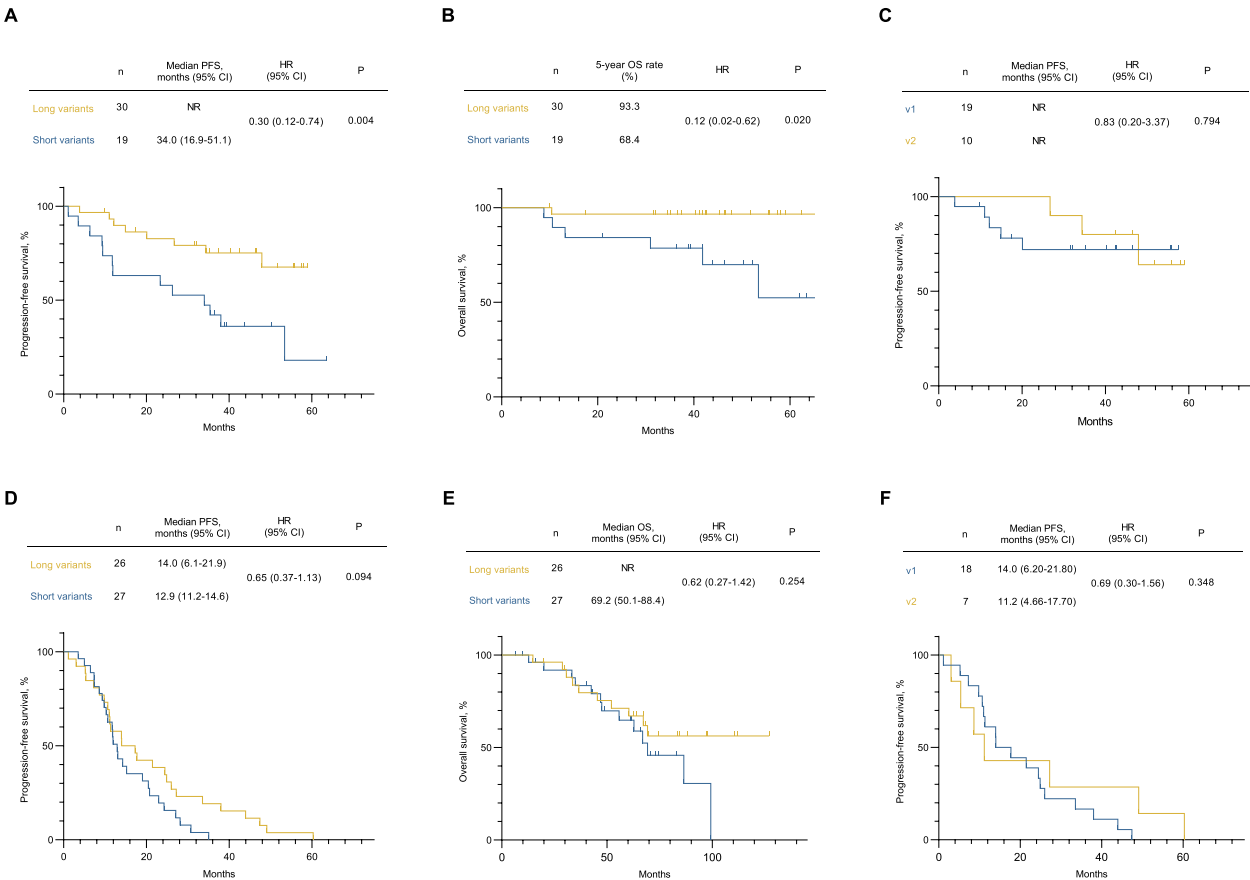 A
n
Median PFS,
months (95% CI)
HR
(95% CI)
P
Long variants 30 NR
0.30 (0.12-0.74) 0.004
Short variants 19 34.0 (16.9-51.1)
Progression-free survival, %
100
50
0
0 20 40 60
Months
B
n
5-year OS rate
(%)
HR
P
Long variants 30 93.3
0.12 (0.02-0.62) 0.020
Short variants 19 68.4
Overall survival, %
100
50
0
0 20 40 60
Months
C
n
Median PFS,
months (95% CI)
HR
(95% CI)
P
v1 19 NR
0.83 (0.20-3.37) 0.794
v2 10 NR
Progression-free survival, %
100
50
0
0 20 40 60
Months
D
n
Median PFS,
months (95% CI)
HR
(95% CI)
P
Long variants 26 14.0 (6.1-21.9)
0.65 (0.37-1.13) 0.094
Short variants 27 12.9 (11.2-14.6)
Progression-free survival, %
100
50
0
0 20 40 60
Months
E
n
Median OS,
months (95% CI)
HR
(95% CI)
P
Long variants 26 NR
0.62 (0.27-1.42) 0.254
Short variants 27 69.2 (50.1-88.4)
Overall survival, %
100
50
0
0 50 100
Months
F
n
Median PFS,
months (95% CI)
HR
(95% CI)
P
v1 18 14.0 (6.20-21.80)
0.69 (0.30-1.56) 0.348
v2 7 11.2 (4.66-17.70)
Progression-free survival, %
100
50
0
0 20 40 60
Months